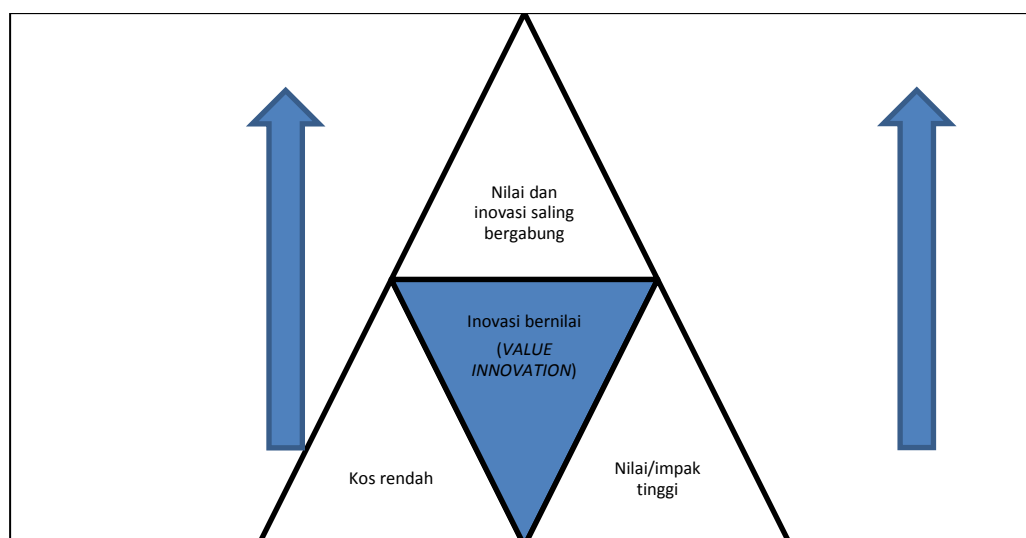 Nilai dan
inovasi saling
bergabung
Inovasi bernilai
(VALUE
INNOVATION)
Kos rendah
Nilai/impak
tinggi